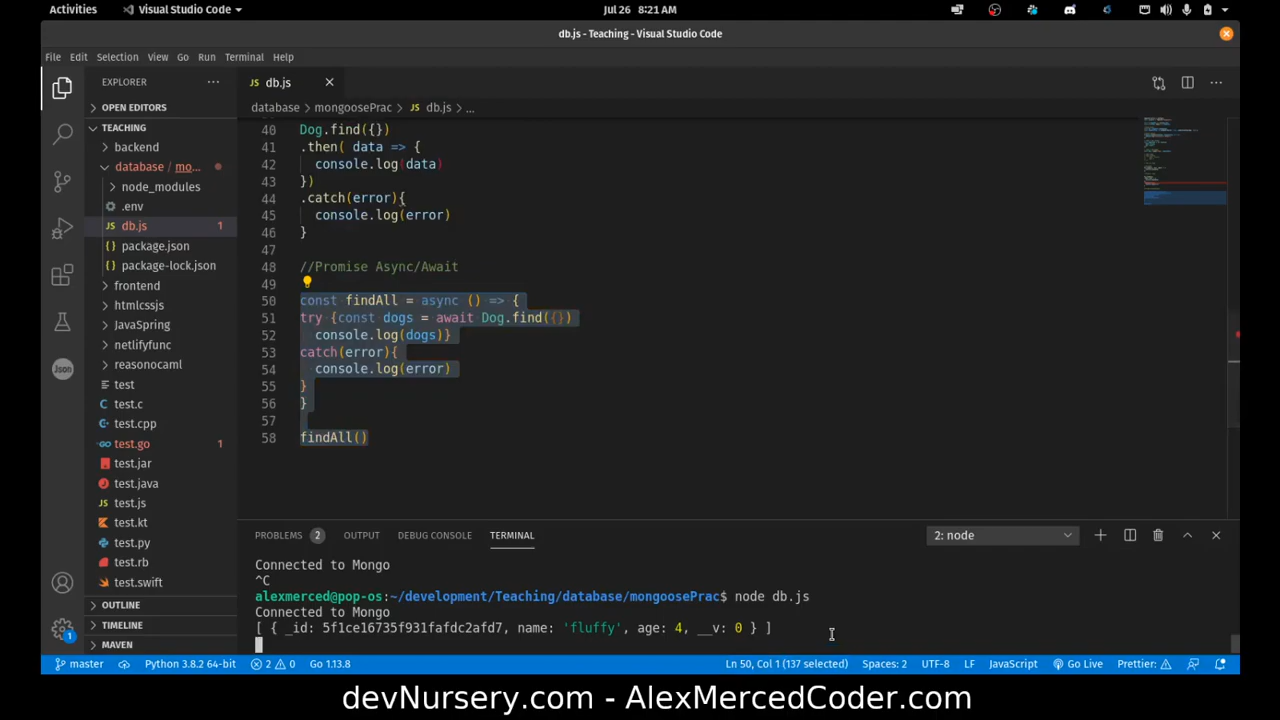 Activities
Visual Studio Code
Jul 26 8:21 AM
db.js - Teaching - Visual Studio Code
File Edit Selection View Go Run Terminal Help
EXPLORER
OPEN EDITORS
TEACHING
backend
database / mo...
node_modules
.env
db.js 1
package.json
package-lock.json
frontend
htmlcssjs
JavaSpring
netlifyfunc
reasonocaml
test
test.c
test.cpp
test.go 1
test.jar
test.java
test.js
test.kt
test.py
test.rb
test.swift
OUTLINE
TIMELINE
MAVEN
Json
1
JS db.js
database > mongoosePrac > JS db.js > ...
40 Dog.find({})
41 .then( data => {
42 console.log(data)
43 })
44 .catch(error){
45 console.log(error)
46 }
47
48 //Promise Async/Await
49
50 const findAll = async () => {
51 try {const dogs = await Dog.find({})
52 console.log(dogs)}
53 catch(error){
54 console.log(error)
55 }
56 }
57
58 findAll()
PROBLEMS 2 OUTPUT DEBUG CONSOLE TERMINAL 2: node
Connected to Mongo
^C
alexmerced@pop-os:~/development/Teaching/database/mongoosePrac$ node db.js
Connected to Mongo
[ { _id: 5f1ce16735f931fafdc2afd7, name: 'fluffy', age: 4, __v: 0 } ]
master Python 3.8.2 64-bit 2 0 Go 1.13.8 Ln 50, Col 1 (137 selected) Spaces: 2 UTF-8 LF JavaScript Go Live Prettier:
devNursery.com - AlexMercedCoder.com